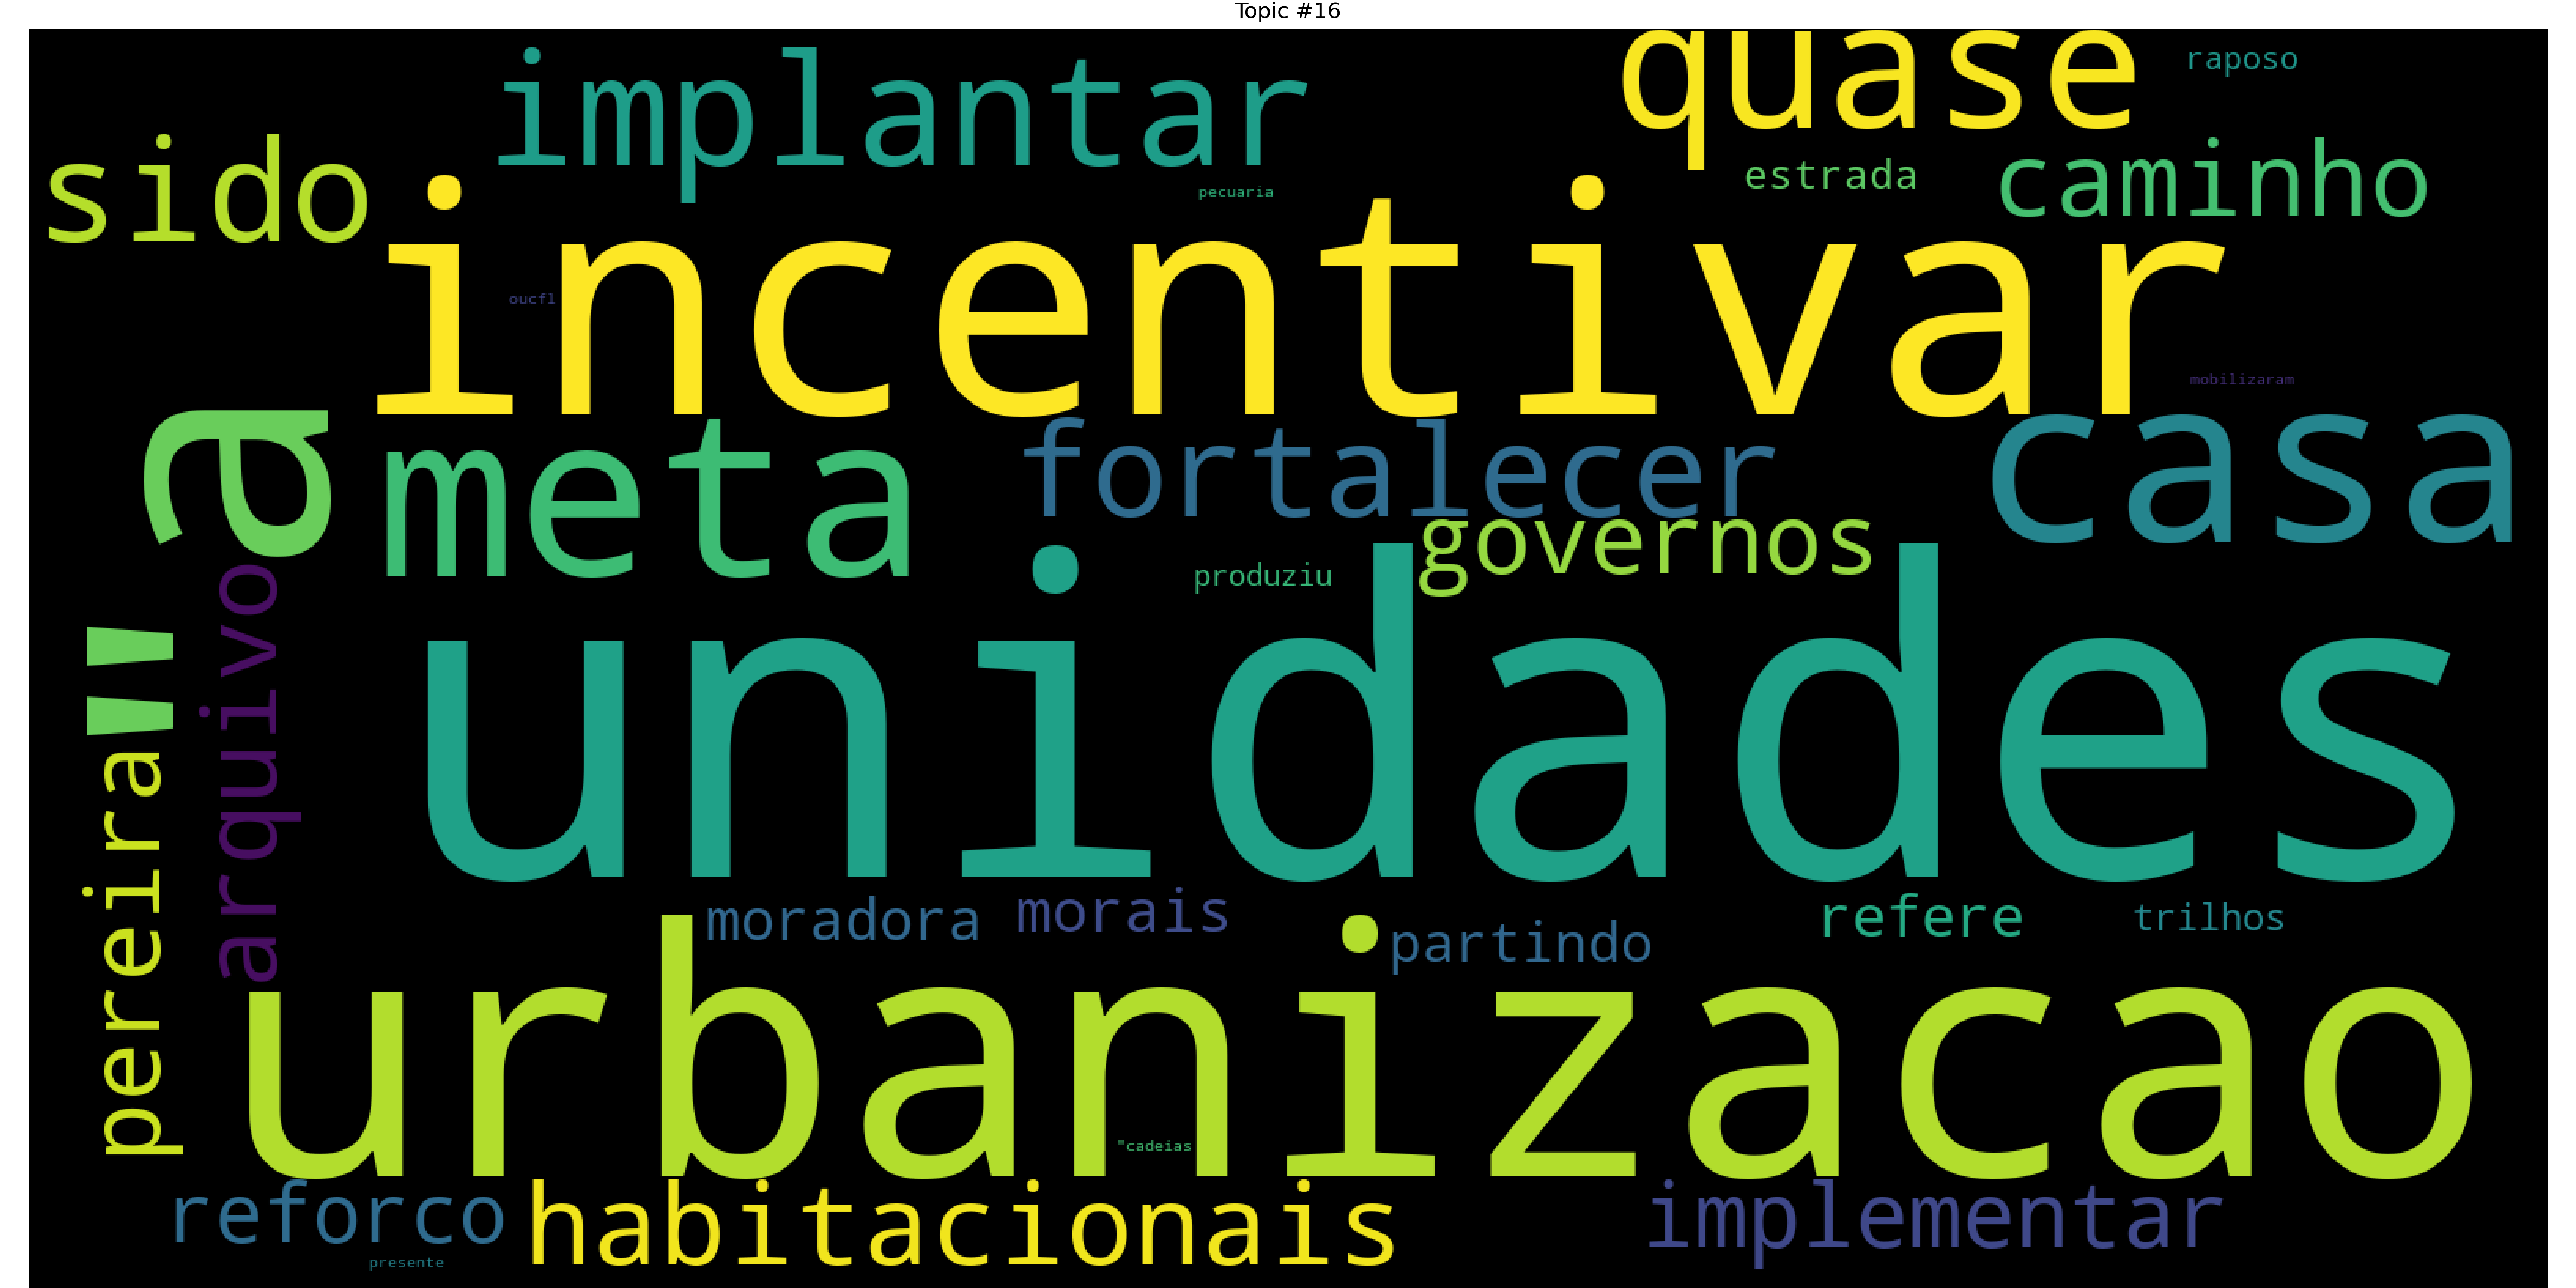 Topic #16
quase
raposo
implantar
sido
estrada
caminho
pecuaria
incentivar
oucfl
mobilizaram
"a
meta
fortalecer
casa
governos
produziu
arquivo
unidades
pereira
moradora
morais
partindo
refere
trilhos
urbanizacao
"cadeias
reforco
habitacionais
implementar
presente